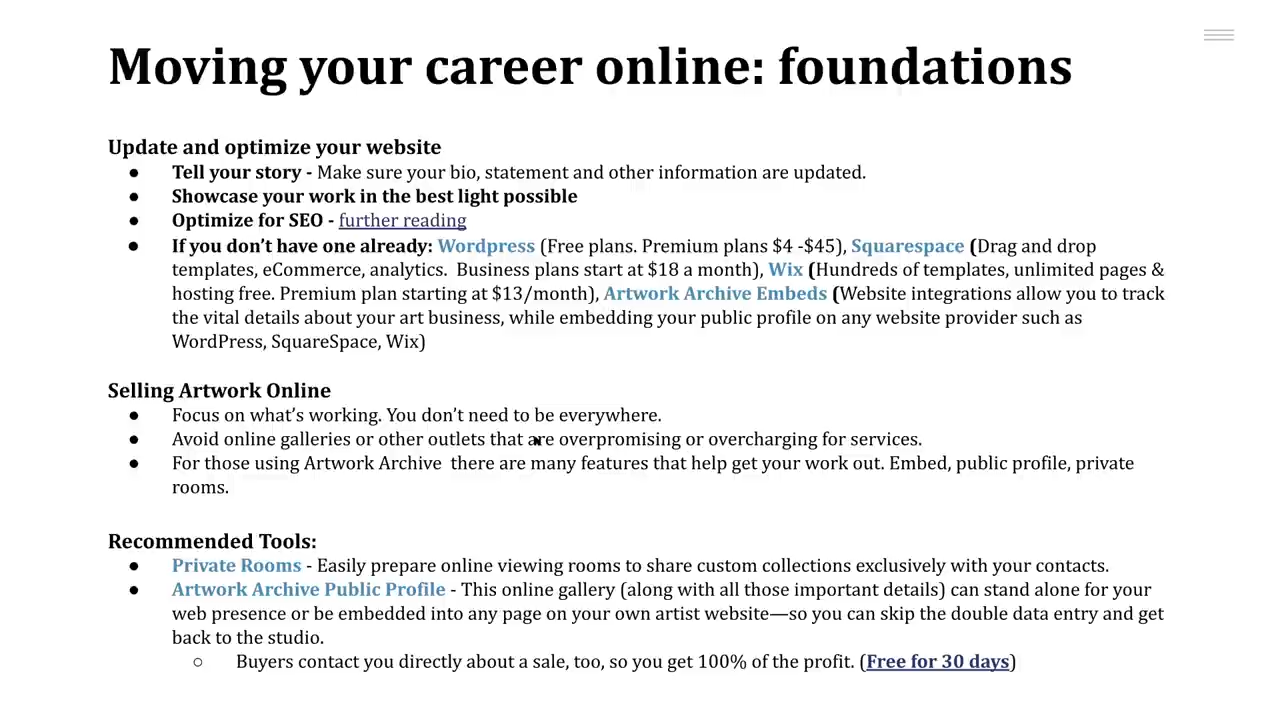 Moving your career online: foundations
Update and optimize your website
● Tell your story - Make sure your bio, statement and other information are updated.
● Showcase your work in the best light possible
● Optimize for SEO - further reading
● If you don’t have one already: Wordpress (Free plans. Premium plans $4 -$45), Squarespace (Drag and drop
templates, eCommerce, analytics.  Business plans start at $18 a month), Wix (Hundreds of templates, unlimited pages &
hosting free. Premium plan starting at $13/month), Artwork Archive Embeds (Website integrations allow you to track
the vital details about your art business, while embedding your public profile on any website provider such as
WordPress, SquareSpace, Wix)
Selling Artwork Online
● Focus on what’s working. You don’t need to be everywhere.
● Avoid online galleries or other outlets that are overpromising or overcharging for services.
● For those using Artwork Archive  there are many features that help get your work out. Embed, public profile, private
rooms.
Recommended Tools:
● Private Rooms - Easily prepare online viewing rooms to share custom collections exclusively with your contacts.
● Artwork Archive Public Profile - This online gallery (along with all those important details) can stand alone for your
web presence or be embedded into any page on your own artist website—so you can skip the double data entry and get
back to the studio.
○ Buyers contact you directly about a sale, too, so you get 100% of the profit. (Free for 30 days)